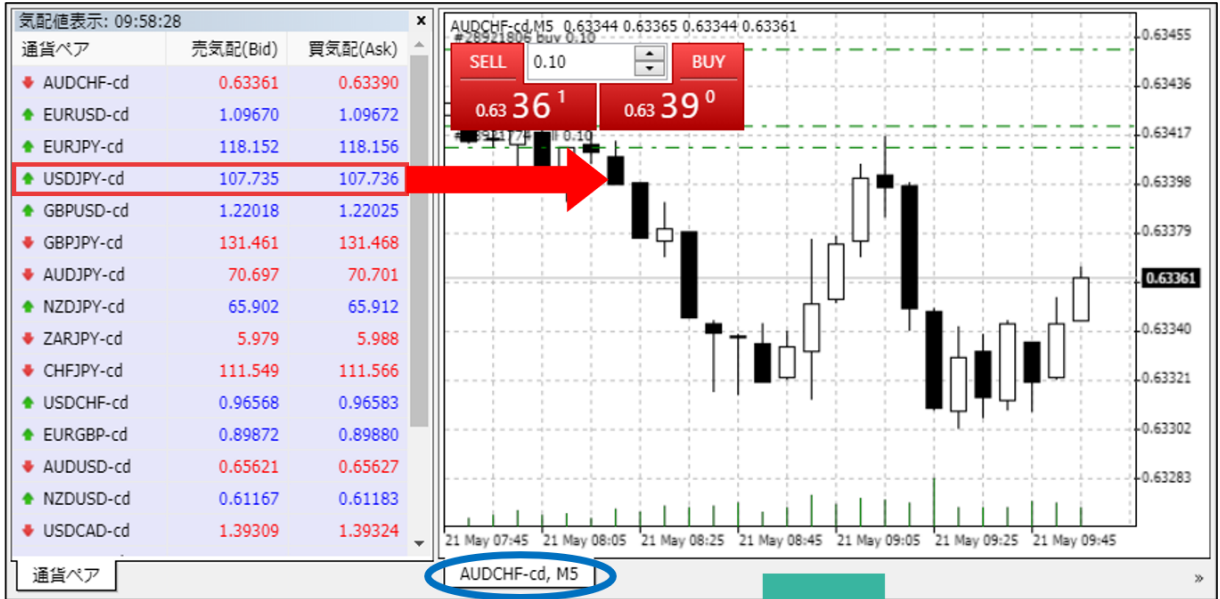 気配値表示: 09:58:28 x
通貨ペア 売気配(Bid) 買気配(Ask)
AUDCHF-cd 0.63361 0.63390
EURUSD-cd 1.09670 1.09672
EURJPY-cd 118.152 118.156
USDJPY-cd 107.735 107.736
GBPUSD-cd 1.22018 1.22025
GBPJPY-cd 131.461 131.468
AUDJPY-cd 70.697 70.701
NZDJPY-cd 65.902 65.912
ZARJPY-cd 5.979 5.988
CHFJPY-cd 111.549 111.566
USDCHF-cd 0.96568 0.96583
EURGBP-cd 0.89872 0.89880
AUDUSD-cd 0.65621 0.65627
NZDUSD-cd 0.61167 0.61183
USDCAD-cd 1.39309 1.39324
通貨ペア
AUDCHF-cd,M5 0.63344 0.63365 0.63344 0.63361
#28921806 buy 0.10
SELL 0.10 BUY
0.63 36 1 0.63 39 0
0.10
0.63455
0.63436
0.63417
0.63398
0.63379
0.63361
0.63340
0.63321
0.63302
0.63283
21 May 07:45 21 May 08:05 21 May 08:25 21 May 08:45 21 May 09:05 21 May 09:25 21 May 09:45
AUDCHF-cd, M5 »